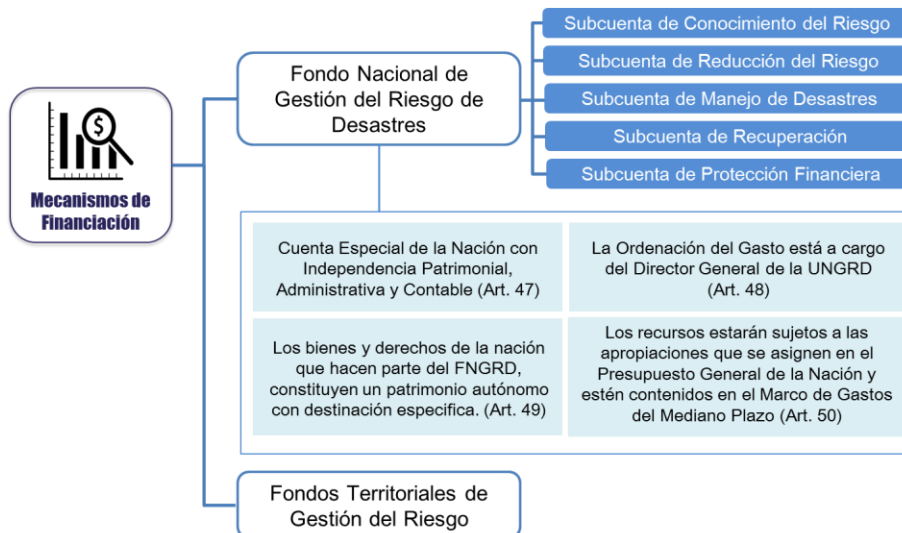 Mecanismos de
Financiación
$
Fondo Nacional de
Gestión del Riesgo de
Desastres
Subcuenta de Conocimiento del Riesgo
Subcuenta de Reducción del Riesgo
Subcuenta de Manejo de Desastres
Subcuenta de Recuperación
Subcuenta de Protección Financiera
Cuenta Especial de la Nación con
Independencia Patrimonial,
Administrativa y Contable (Art. 47)
La Ordenación del Gasto está a cargo
del Director General de la UNGRD
(Art. 48)
Los bienes y derechos de la nación
que hacen parte del FNGRD,
constituyen un patrimonio autónomo
con destinación especifica. (Art. 49)
Los recursos estarán sujetos a las
apropiaciones que se asignen en el
Presupuesto General de la Nación y
estén contenidos en el Marco de Gastos
del Mediano Plazo (Art. 50)
Fondos Territoriales de
Gestión del Riesgo